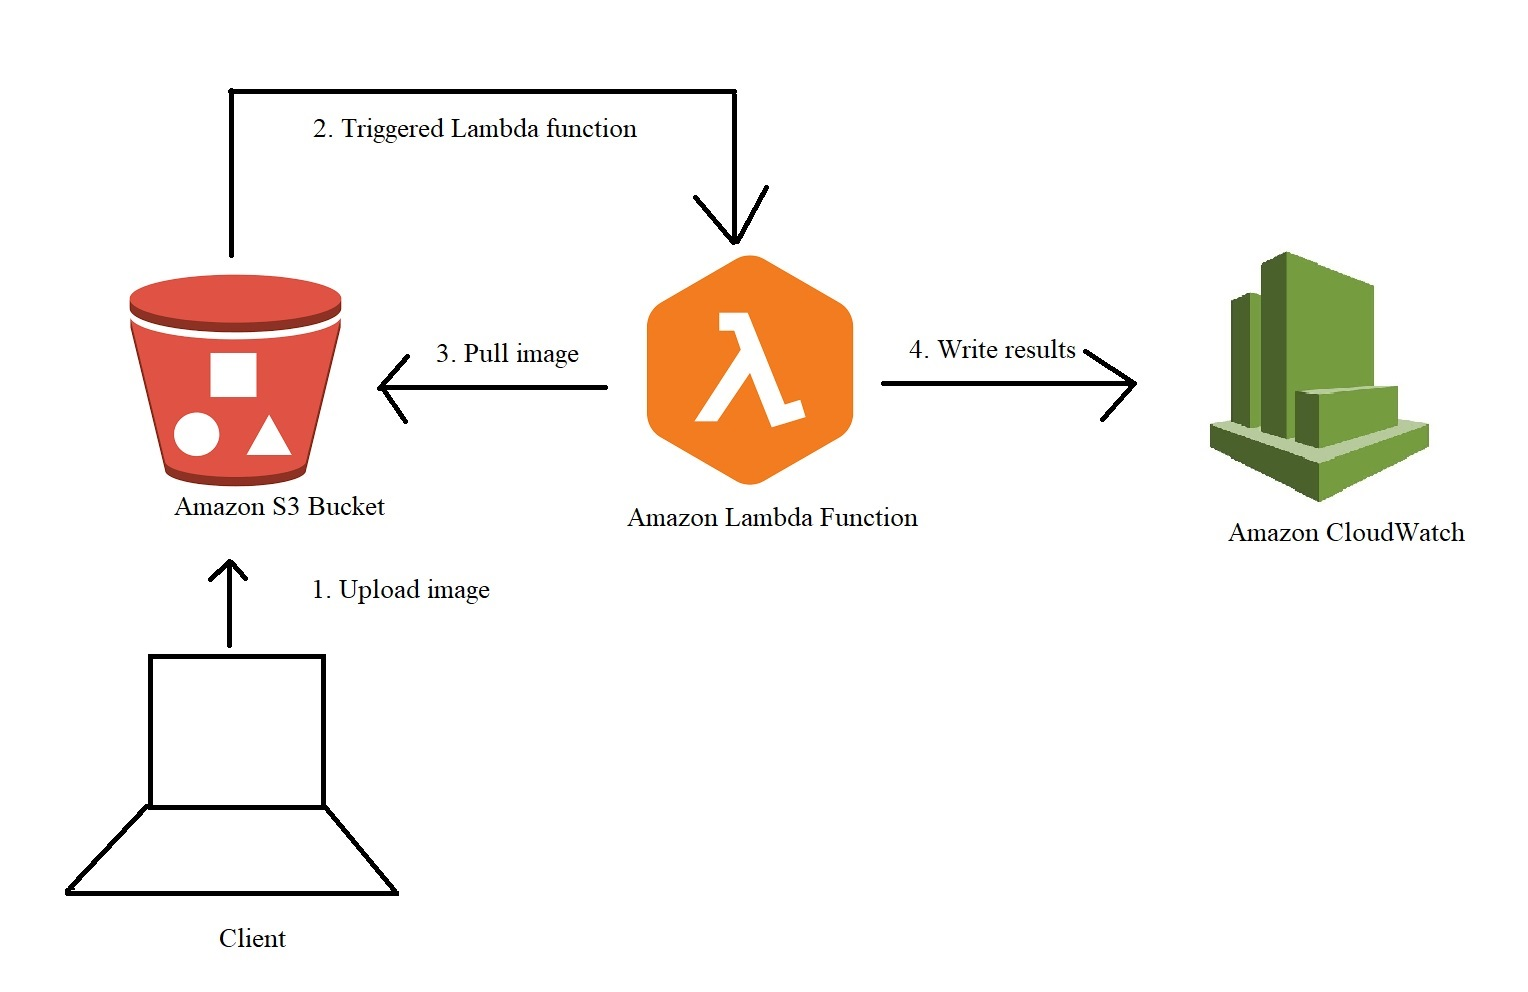 2. Triggered Lambda function
3. Pull image
4. Write results
Amazon S3 Bucket
Amazon Lambda Function
Amazon CloudWatch
1. Upload image
Client